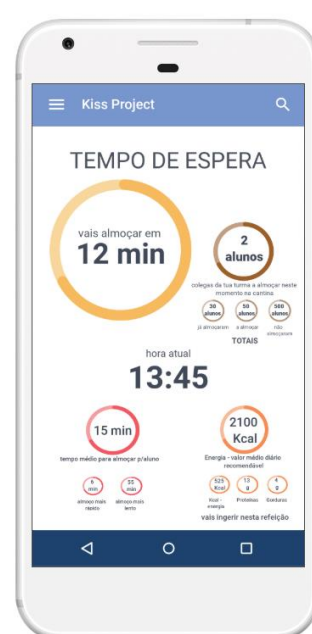 Kiss Project
TEMPO DE ESPERA
vais almoçar em
12 min
2
alunos
colegas da tua turma a almoçar neste
momento na cantina
20
alunos
50
alunos
500
alunos
já almoçaram
a almoçar
não
almoçaram
TOTAIS
hora atual
13:45
15 min
tempo médio para almoçar p/aluno
6
min
35
min
almoço mais
rápido
almoço mais
lento
2100
Kcal
Energia - valor médio diário
recomendável
525
Kcal
13
g
4
g
Kcal -
energia
Proteínas
Gorduras
vais ingerir nesta refeição